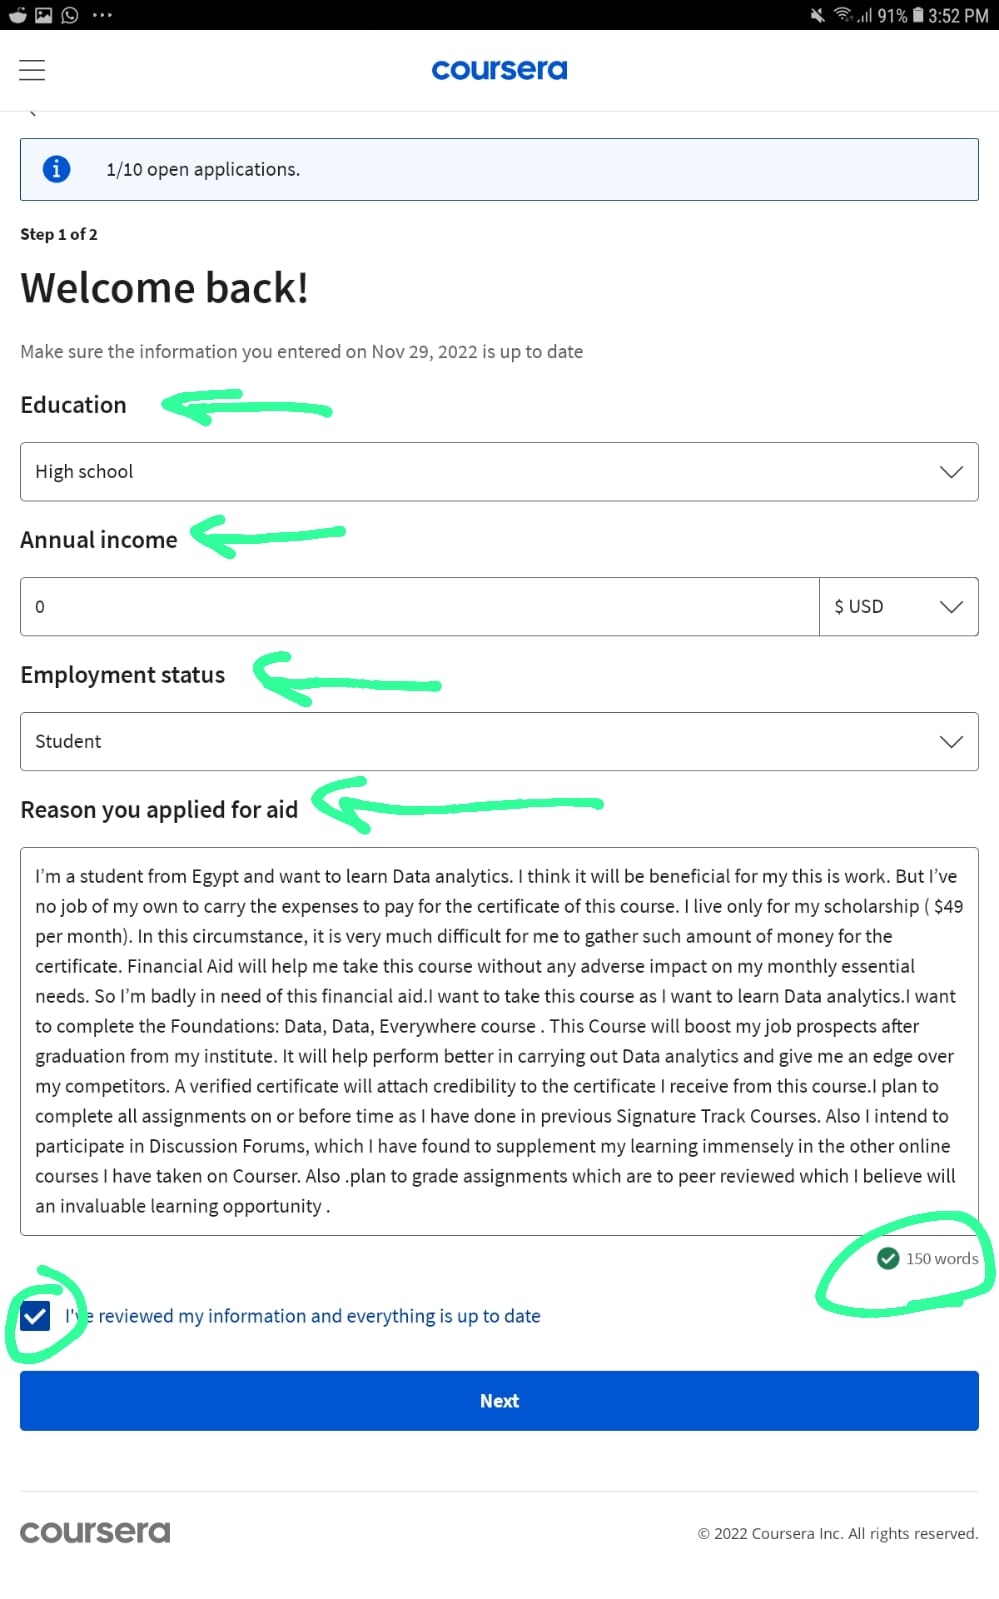 91% 3:52 PM
coursera
1/10 open applications.
Step 1 of 2
Welcome back!
Make sure the information you entered on Nov 29, 2022 is up to date
Education
High school
Annual income
0
$ USD
Employment status
Student
Reason you applied for aid
I’m a student from Egypt and want to learn Data analytics. I think it will be beneficial for my this is work. But I’ve
no job of my own to carry the expenses to pay for the certificate of this course. I live only for my scholarship ( $49
per month). In this circumstance, it is very much difficult for me to gather such amount of money for the
certificate. Financial Aid will help me take this course without any adverse impact on my monthly essential
needs. So I’m badly in need of this financial aid.I want to take this course as I want to learn Data analytics.I want
to complete the Foundations: Data, Data, Everywhere course . This Course will boost my job prospects after
graduation from my institute. It will help perform better in carrying out Data analytics and give me an edge over
my competitors. A verified certificate will attach credibility to the certificate I receive from this course.I plan to
complete all assignments on or before time as I have done in previous Signature Track Courses. Also I intend to
participate in Discussion Forums, which I have found to supplement my learning immensely in the other online
courses I have taken on Courser. Also .plan to grade assignments which are to peer reviewed which I believe will
an invaluable learning opportunity .
150 words
I've reviewed my information and everything is up to date
Next
coursera
© 2022 Coursera Inc. All rights reserved.